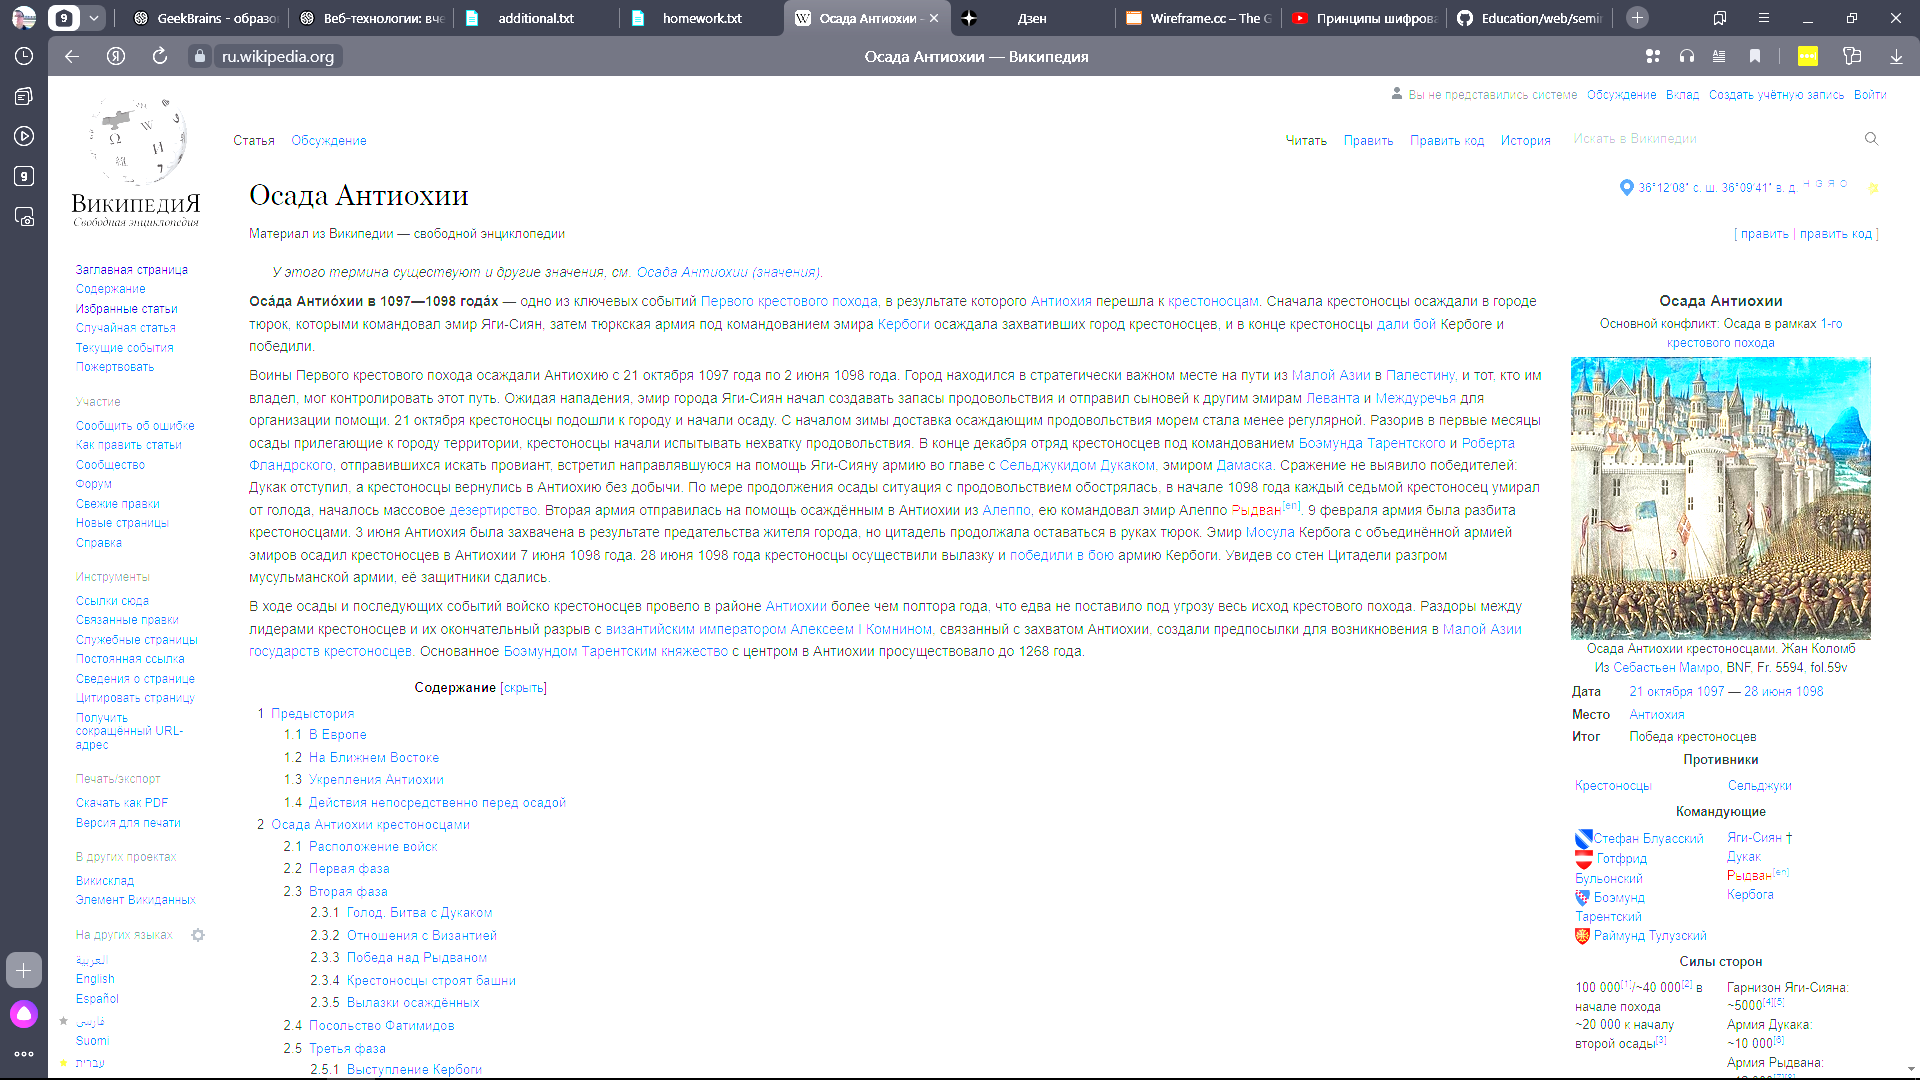 9
GeekBrains - образо
Веб-технологии: вче
additional.txt
homework.txt
Осада Антиохии -
Дзен
Wireframe.cc – The G
Принципы шифрова
Education/web/semin
ru.wikipedia.org
Осада Антиохии — Википедия
Вы не представились системе Обсуждение Вклад Создать учётную запись Войти
Статья Обсуждение
Читать Править Править код История
Искать в Википедии
ВикипедиЯ
Свободная энциклопедия
Заглавная страница
Содержание
Избранные статьи
Случайная статья
Текущие события
Пожертвовать
Участие
Сообщить об ошибке
Как править статьи
Сообщество
Форум
Свежие правки
Новые страницы
Справка
Инструменты
Ссылки сюда
Связанные правки
Служебные страницы
Постоянная ссылка
Сведения о странице
Цитировать страницу
Получить
сокращённый URL-
адрес
Печать/экспорт
Скачать как PDF
Версия для печати
В других проектах
Викисклад
Элемент Викиданных
На других языках
العربية
English
Español
فارسی
Suomi
עברית
Осада Антиохии
36°12′08″ с. ш. 36°09′41″ в. д. H G Я O
Материал из Википедии — свободной энциклопедии
[ править | править код ]
У этого термина существуют и другие значения, см. Осада Антиохии (значения).
Оса́да Антио́хии в 1097—1098 года́х — одно из ключевых событий Первого крестового похода, в результате которого Антиохия перешла к крестоносцам. Сначала крестоносцы осаждали в городе
тюрок, которыми командовал эмир Яги-Сиян, затем тюркская армия под командованием эмира Кербоги осаждала захвативших город крестоносцев, и в конце крестоносцы дали бой Кербоге и
победили.
Воины Первого крестового похода осаждали Антиохию с 21 октября 1097 года по 2 июня 1098 года. Город находился в стратегически важном месте на пути из Малой Азии в Палестину, и тот, кто им
владел, мог контролировать этот путь. Ожидая нападения, эмир города Яги-Сиян начал создавать запасы продовольствия и отправил сыновей к другим эмирам Леванта и Междуречья для
организации помощи. 21 октября крестоносцы подошли к городу и начали осаду. С началом зимы доставка осаждающим продовольствия морем стала менее регулярной. Разорив в первые месяцы
осады прилегающие к городу территории, крестоносцы начали испытывать нехватку продовольствия. В конце декабря отряд крестоносцев под командованием Боэмунда Тарентского и Роберта
Фландрского, отправившихся искать провиант, встретил направлявшуюся на помощь Яги-Сияну армию во главе с Сельджукидом Дукаком, эмиром Дамаска. Сражение не выявило победителей:
Дукак отступил, а крестоносцы вернулись в Антиохию без добычи. По мере продолжения осады ситуация с продовольствием обострялась, в начале 1098 года каждый седьмой крестоносец умирал
от голода, началось массовое дезертирство. Вторая армия отправилась на помощь осаждённым в Антиохии из Алеппо, ею командовал эмир Алеппо Рыдван[en]. 9 февраля армия была разбита
крестоносцами. 3 июня Антиохия была захвачена в результате предательства жителя города, но цитадель продолжала оставаться в руках тюрок. Эмир Мосула Кербога с объединённой армией
эмиров осадил крестоносцев в Антиохии 7 июня 1098 года. 28 июня 1098 года крестоносцы осуществили вылазку и победили в бою армию Кербоги. Увидев со стен Цитадели разгром
мусульманской армии, её защитники сдались.
В ходе осады и последующих событий войско крестоносцев провело в районе Антиохии более чем полтора года, что едва не поставило под угрозу весь исход крестового похода. Раздоры между
лидерами крестоносцев и их окончательный разрыв с византийским императором Алексеем I Комнином, связанный с захватом Антиохии, создали предпосылки для возникновения в Малой Азии
государств крестоносцев. Основанное Боэмундом Тарентским княжество с центром в Антиохии просуществовало до 1268 года.
Содержание [скрыть]
1 Предыстория
1.1 В Европе
1.2 На Ближнем Востоке
1.3 Укрепления Антиохии
1.4 Действия непосредственно перед осадой
2 Осада Антиохии крестоносцами
2.1 Расположение войск
2.2 Первая фаза
2.3 Вторая фаза
2.3.1 Голод. Битва с Дукаком
2.3.2 Отношения с Византией
2.3.3 Победа над Рыдваном
2.3.4 Крестоносцы строят башни
2.3.5 Вылазки осаждённых
2.4 Посольство Фатимидов
2.5 Третья фаза
2.5.1 Выступление Кербоги
Осада Антиохии
Основной конфликт: Осада в рамках 1-го
крестового похода
Осада Антиохии крестоносцами. Жан Коломб
Из Себастьен Мамро, BNF, Fr. 5594, fol.59v
Дата 21 октября 1097 — 28 июня 1098
Место Антиохия
Итог Победа крестоносцев
Противники
Крестоносцы Сельджуки
Командующие
Стефан Блуасский
Готфрид
Бульонский
Боэмунд
Тарентский
Раймунд Тулузский
Яги-Сиян †
Дукак
Рыдван[en]
Кербога
Силы сторон
100 000[1]/~40 000[2] в
начале похода
~20 000 к началу
второй осады[3]
Гарнизон Яги-Сияна:
~5000[4][5]
Армия Дукака:
~10 000[6]
Армия Рыдвана: